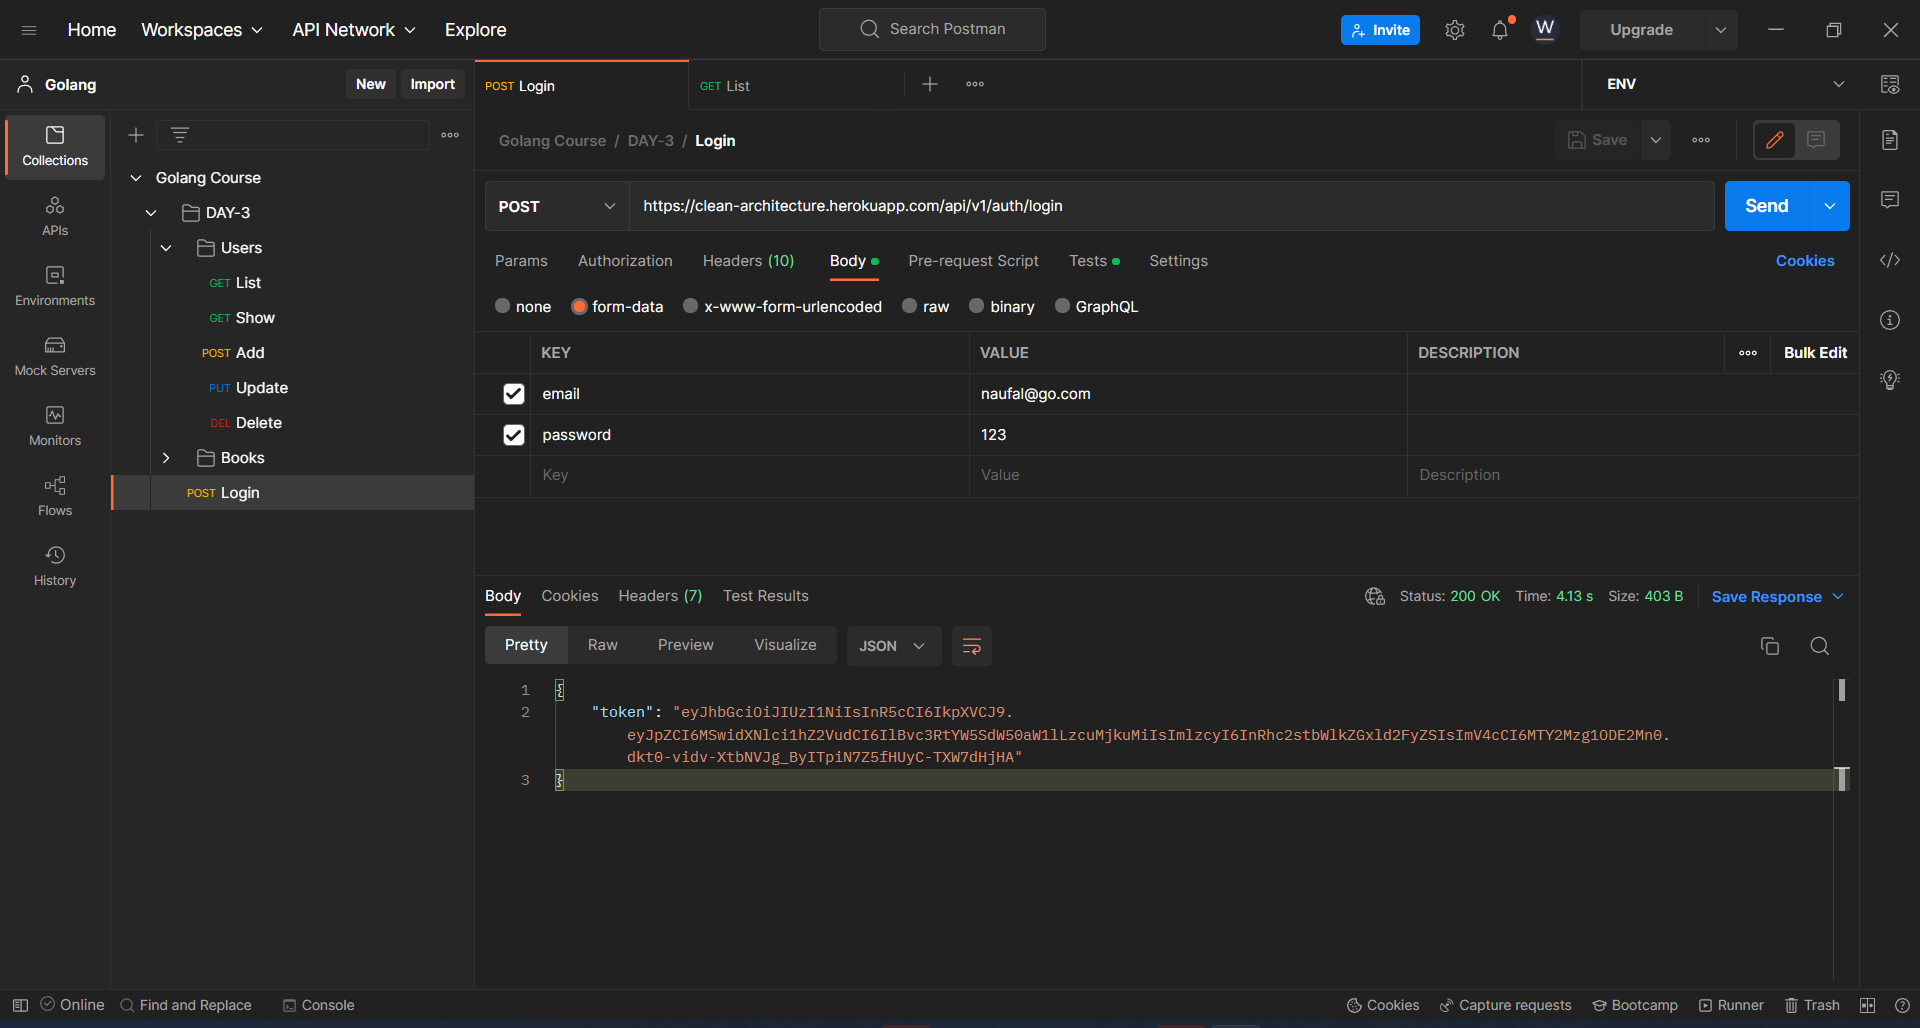 Home Workspaces API Network Explore Search Postman Invite W Upgrade
Golang New Import POST Login GET List ENV
Golang Course / DAY-3 / Login Save
Collections
Golang Course
DAY-3
Users
GET List
GET Show
POST Add
PUT Update
DEL Delete
Books
POST Login
APIs
Environments
Mock Servers
Monitors
Flows
History
POST https://clean-architecture.herokuapp.com/api/v1/auth/login Send
Params Authorization Headers (10) Body Pre-request Script Tests Settings Cookies
none form-data x-www-form-urlencoded raw binary GraphQL
KEY VALUE DESCRIPTION Bulk Edit
email naufal@go.com
password 123
Key Value Description
Body Cookies Headers (7) Test Results Status: 200 OK Time: 4.13 s Size: 403 B Save Response
Pretty Raw Preview Visualize JSON
1 {
2 "token": "eyJhbGciOiJIUzI1NiIsInR5cCI6IkpXVCJ9.
eyJpZCI6MSwidXNlci1hZ2VudCI6IlBvc3RtYW5SdW50aW1lLzcuMjkuMiIsImlzcyI6InRhc2stbWlkZGxld2FyZSIsImV4cCI6MTY2Mzg1ODE2Mn0.
dkt0-vidv-XtbNVJg_ByITpiN7Z5fHUyC-TXW7dHjHA"
3 }
Online Find and Replace Console Cookies Capture requests Bootcamp Runner Trash